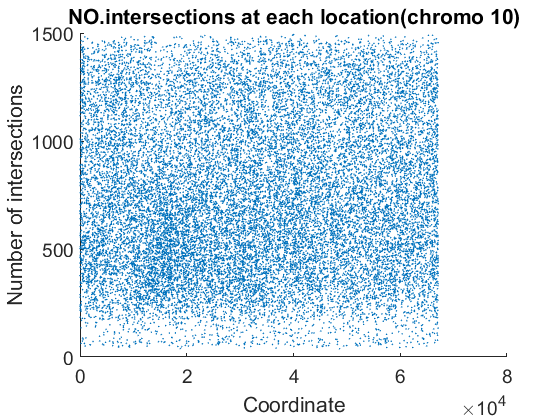 NO.intersections at each location(chromo 10)
1500
1000
500
0
Number of intersections
0 2 4 6 8
×10^4
Coordinate